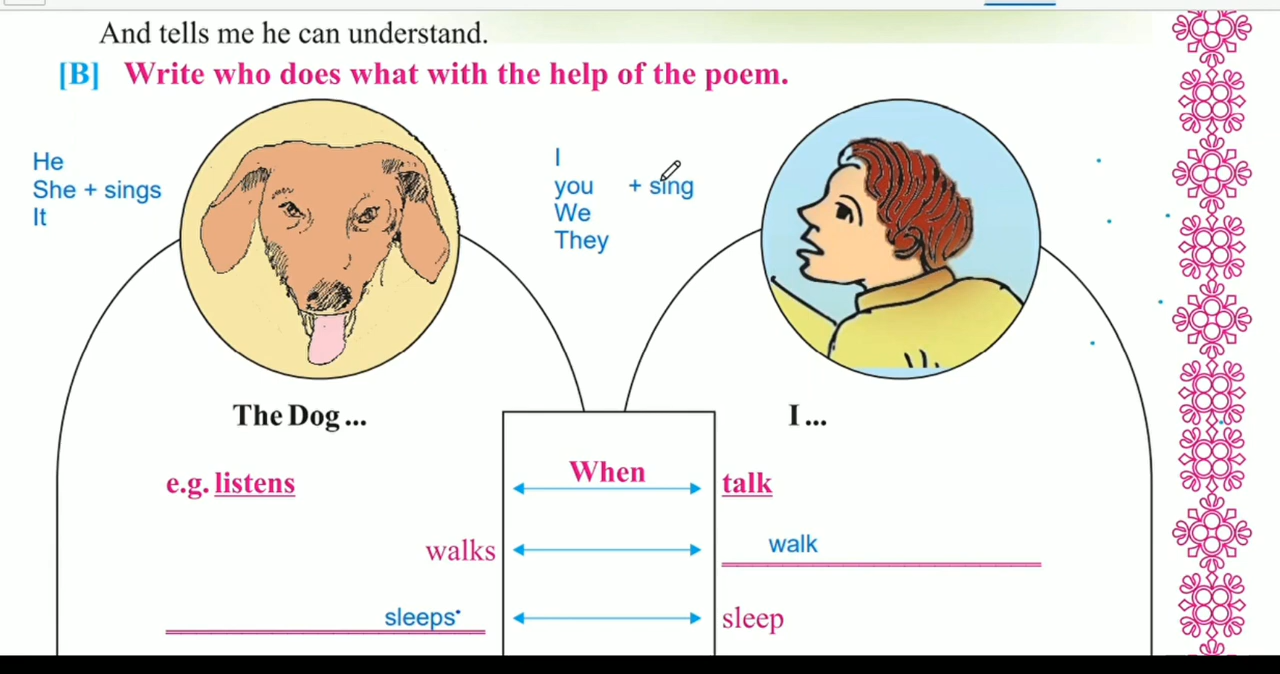 And tells me he can understand.
[B] Write who does what with the help of the poem.
He
She + sings
It
I
you + sing
We
They
The Dog ...
I ...
When
e.g. listens
talk
walks
walk
sleeps
sleep